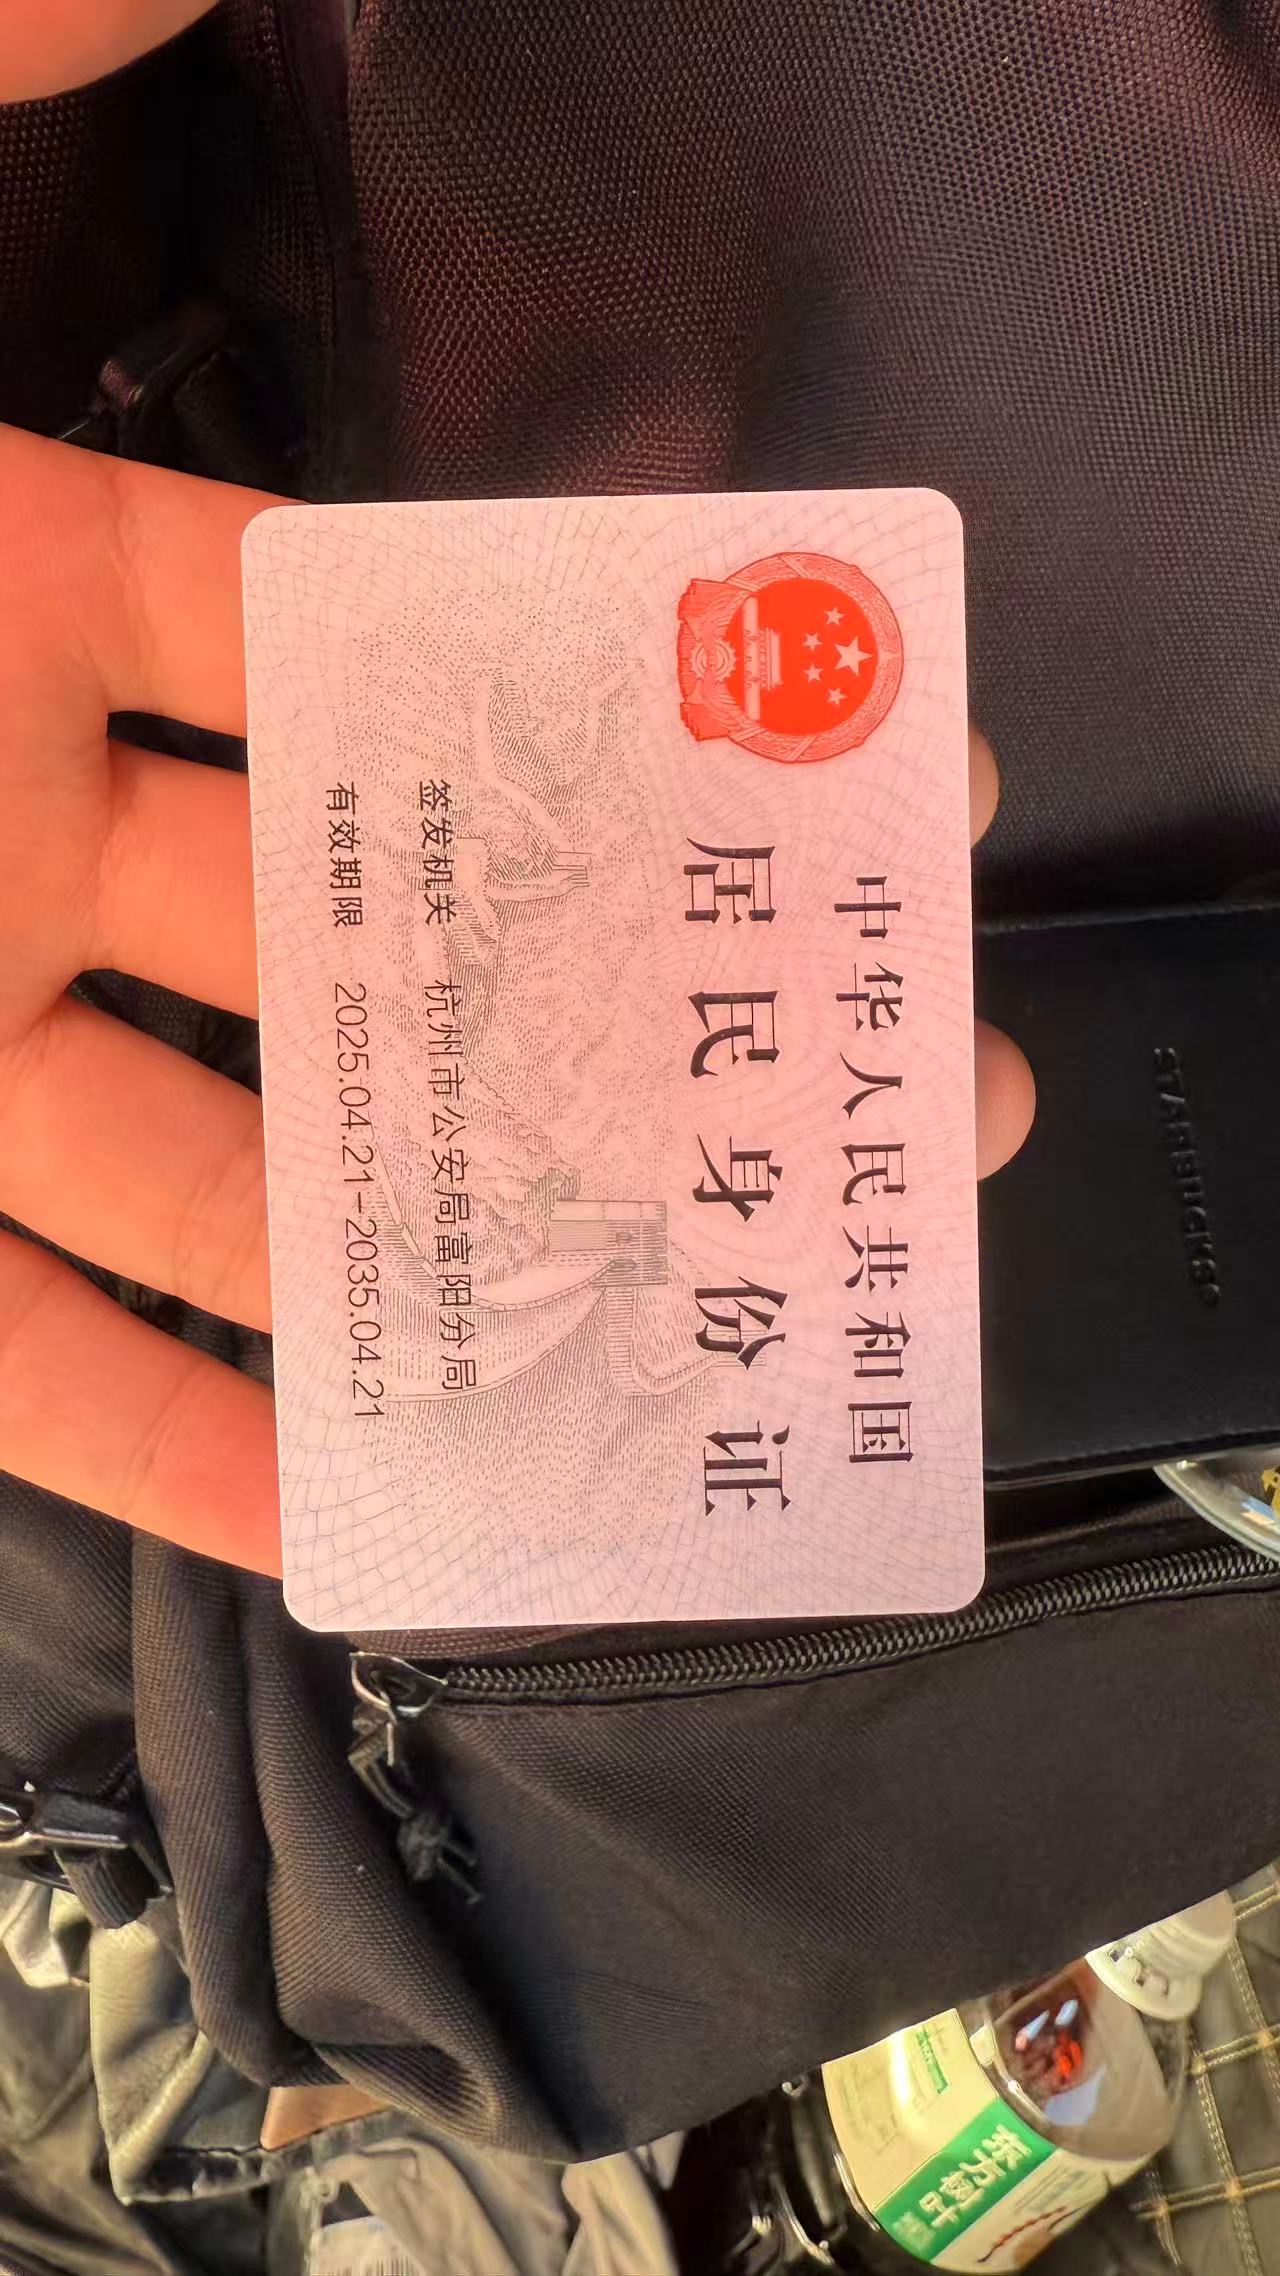 中华人民共和国
居民身份证
签发机关 杭州市公安局富阳分局
有效期限 2025.04.21-2035.04.21
STARBUCKS
东方树叶